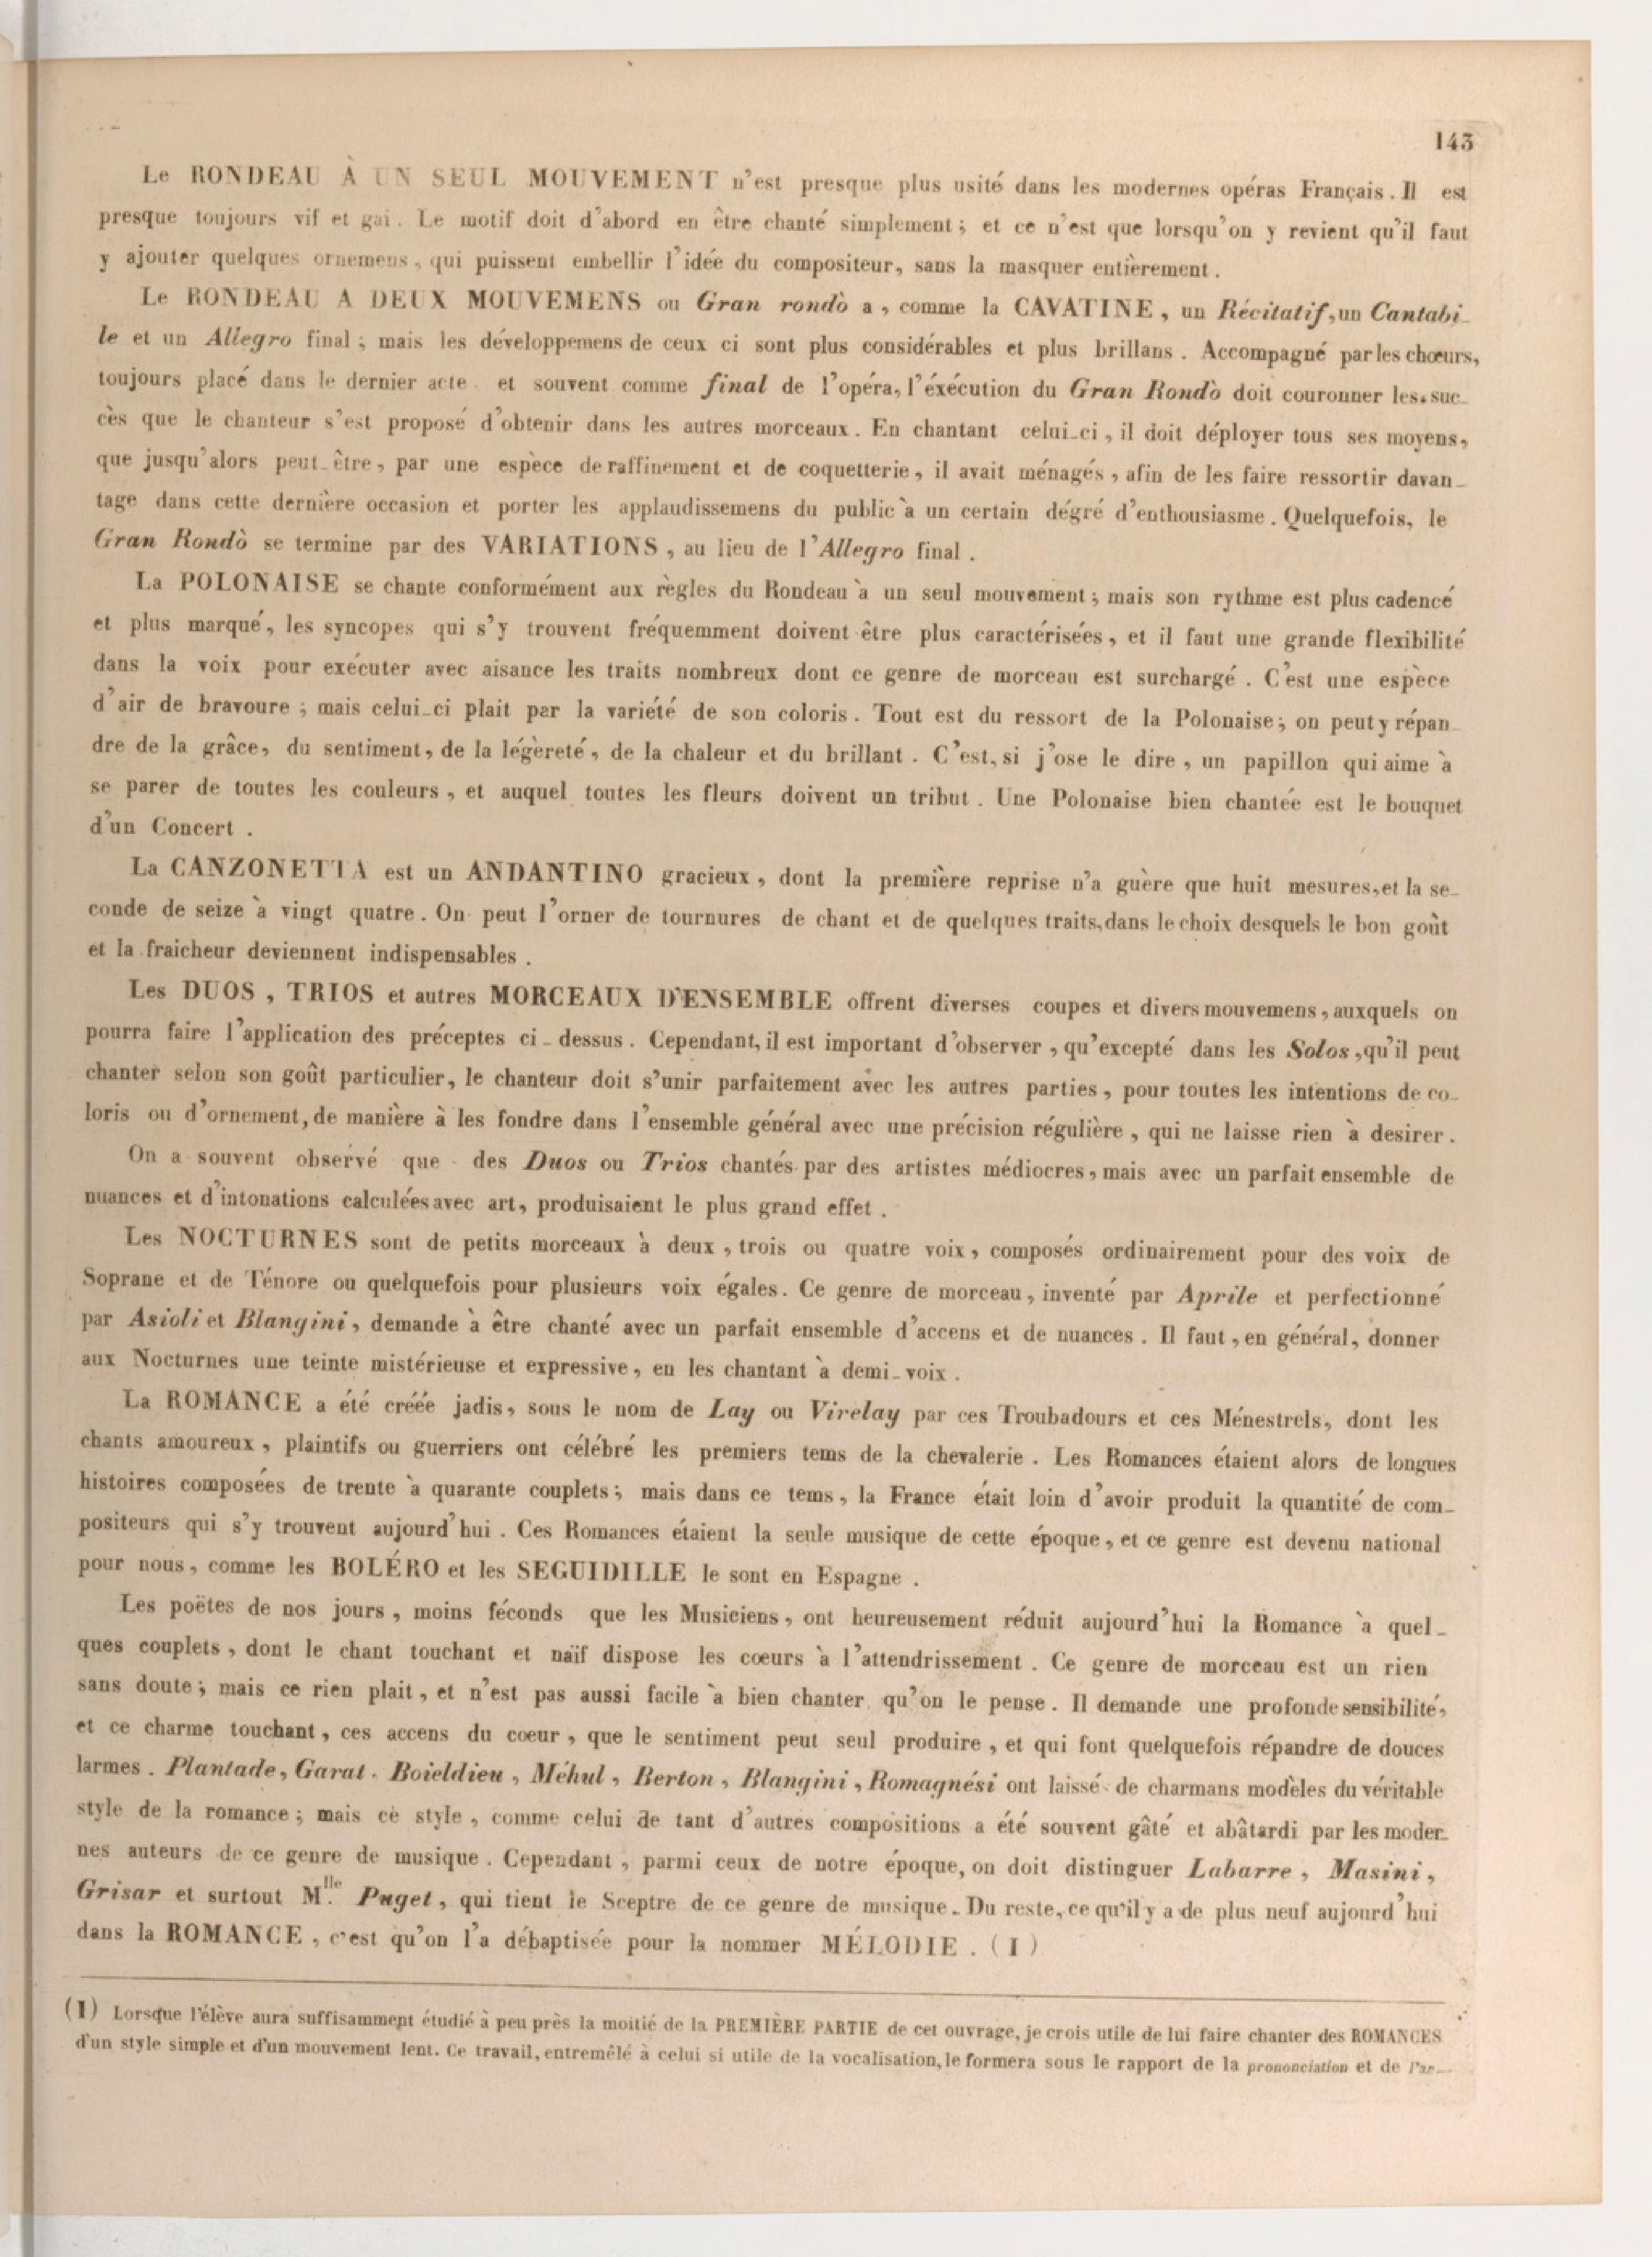 143
Le RONDEAU À UN SEUL MOUVEMENT n'est presque plus usité dans les modernes opéras Français. Il est
presque toujours vif et gai. Le motif doit d'abord en être chanté simplement; et ce n'est que lorsqu'on y revient qu'il faut
y ajouter quelques ornemens, qui puissent embellir l'idée du compositeur, sans la masquer entièrement.
Le RONDEAU A DEUX MOUVEMENS ou Gran rondò a, comme la CAVATINE, un Récitatif, un Cantabi-
le et un Allegro final; mais les développemens de ceux ci sont plus considérables et plus brillans. Accompagné par les chœurs,
toujours placé dans le dernier acte et souvent comme final de l'opéra, l'éxécution du Gran Rondò doit couronner les suc-
cès que le chanteur s'est proposé d'obtenir dans les autres morceaux. En chantant celui-ci, il doit déployer tous ses moyens,
que jusqu'alors peut-être, par une espèce de raffinement et de coquetterie, il avait ménagés, afin de les faire ressortir davan-
tage dans cette dernière occasion et porter les applaudissemens du public à un certain dégré d'enthousiasme. Quelquefois, le
Gran Rondò se termine par des VARIATIONS, au lieu de l'Allegro final.
La POLONAISE se chante conformément aux règles du Rondeau à un seul mouvement; mais son rythme est plus cadencé
et plus marqué, les syncopes qui s'y trouvent fréquemment doivent être plus caractérisées, et il faut une grande flexibilité
dans la voix pour exécuter avec aisance les traits nombreux dont ce genre de morceau est surchargé. C'est une espèce
d'air de bravoure; mais celui-ci plait par la variété de son coloris. Tout est du ressort de la Polonaise; on peut y répan-
dre de la grâce, du sentiment, de la légèreté, de la chaleur et du brillant. C'est, si j'ose le dire, un papillon qui aime à
se parer de toutes les couleurs, et auquel toutes les fleurs doivent un tribut. Une Polonaise bien chantée est le bouquet
d'un Concert.
La CANZONETTA est un ANDANTINO gracieux, dont la première reprise n'a guère que huit mesures, et la se-
conde de seize à vingt quatre. On peut l'orner de tournures de chant et de quelques traits, dans le choix desquels le bon goût
et la fraicheur deviennent indispensables.
Les DUOS, TRIOS et autres MORCEAUX D'ENSEMBLE offrent diverses coupes et divers mouvemens, auxquels on
pourra faire l'application des préceptes ci-dessus. Cependant, il est important d'observer, qu'excepté dans les Solos, qu'il peut
chanter selon son goût particulier, le chanteur doit s'unir parfaitement avec les autres parties, pour toutes les intentions de co-
loris ou d'ornement, de manière à les fondre dans l'ensemble général avec une précision régulière, qui ne laisse rien à desirer.
On a souvent observé que des Duos ou Trios chantés par des artistes médiocres, mais avec un parfait ensemble de
nuances et d'intonations calculées avec art, produisaient le plus grand effet.
Les NOCTURNES sont de petits morceaux à deux, trois ou quatre voix, composés ordinairement pour des voix de
Soprane et de Ténore ou quelquefois pour plusieurs voix égales. Ce genre de morceau, inventé par Aprile et perfectionné
par Asioli et Blangini, demande à être chanté avec un parfait ensemble d'accens et de nuances. Il faut, en général, donner
aux Nocturnes une teinte mistérieuse et expressive, en les chantant à demi-voix.
La ROMANCE a été créée jadis, sous le nom de Lay ou Virelay par ces Troubadours et ces Ménestrels, dont les
chants amoureux, plaintifs ou guerriers ont célébré les premiers tems de la chevalerie. Les Romances étaient alors de longues
histoires composées de trente à quarante couplets; mais dans ce tems, la France était loin d'avoir produit la quantité de com-
positeurs qui s'y trouvent aujourd'hui. Ces Romances étaient la seule musique de cette époque, et ce genre est devenu national
pour nous, comme les BOLÉRO et les SEGUIDILLE le sont en Espagne.
Les poëtes de nos jours, moins féconds que les Musiciens, ont heureusement réduit aujourd'hui la Romance à quel-
ques couplets, dont le chant touchant et naïf dispose les cœurs à l'attendrissement. Ce genre de morceau est un rien
sans doute; mais ce rien plait, et n'est pas aussi facile à bien chanter qu'on le pense. Il demande une profonde sensibilité,
et ce charme touchant, ces accens du coeur, que le sentiment peut seul produire, et qui font quelquefois répandre de douces
larmes. Plantade, Garat. Boieldieu, Méhul, Berton, Blangini, Romagnési ont laissé de charmans modèles du véritable
style de la romance; mais ce style, comme celui de tant d'autres compositions a été souvent gâté et abâtardi par les moder-
nes auteurs de ce genre de musique. Cependant, parmi ceux de notre époque, on doit distinguer Labarre, Masini,
Grisar et surtout M.lle Puget, qui tient le Sceptre de ce genre de musique. Du reste, ce qu'il y a de plus neuf aujourd'hui
dans la ROMANCE, c'est qu'on l'a débaptisée pour la nommer MÉLODIE. (I)
(I) Lorsque l'élève aura suffisamment étudié à peu près la moitié de la PREMIÈRE PARTIE de cet ouvrage, je crois utile de lui faire chanter des ROMANCES
d'un style simple et d'un mouvement lent. Ce travail, entremêlé à celui si utile de la vocalisation, le formera sous le rapport de la prononciation et de l'ar-